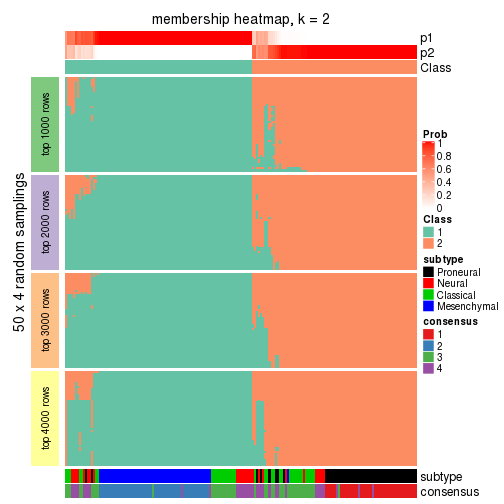 membership heatmap, k = 2
p1
p2
Class
50 x 4 random samplings
top 1000 rows
top 2000 rows
top 3000 rows
top 4000 rows
subtype
consensus
Prob
1
0.8
0.6
0.4
0.2
0
Class
1
2
subtype
Proneural
Neural
Classical
Mesenchymal
consensus
1
2
3
4